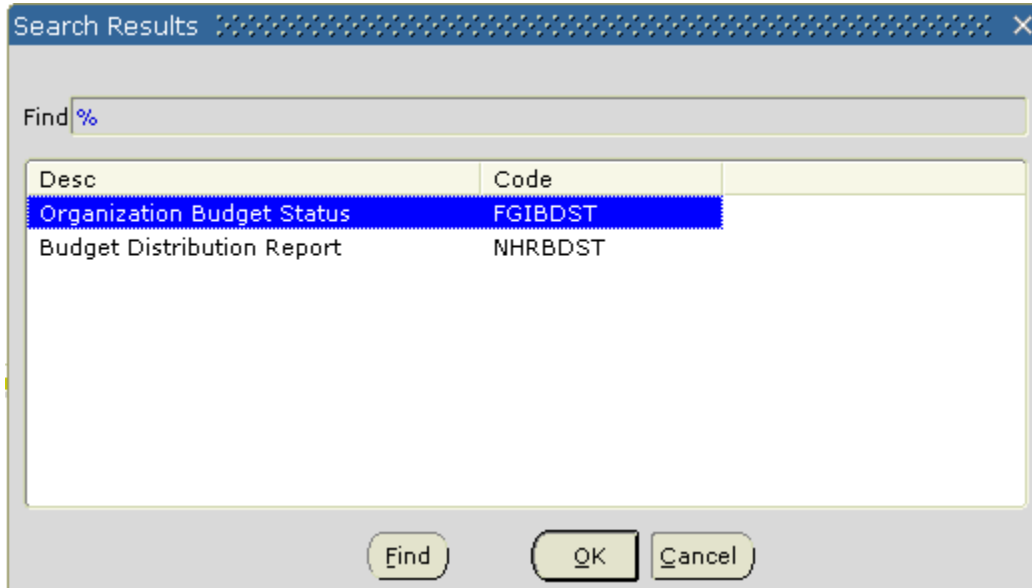 Search Results
Find %
Desc Code
Organization Budget Status FGIBDST
Budget Distribution Report NHRBDST
Find OK Cancel